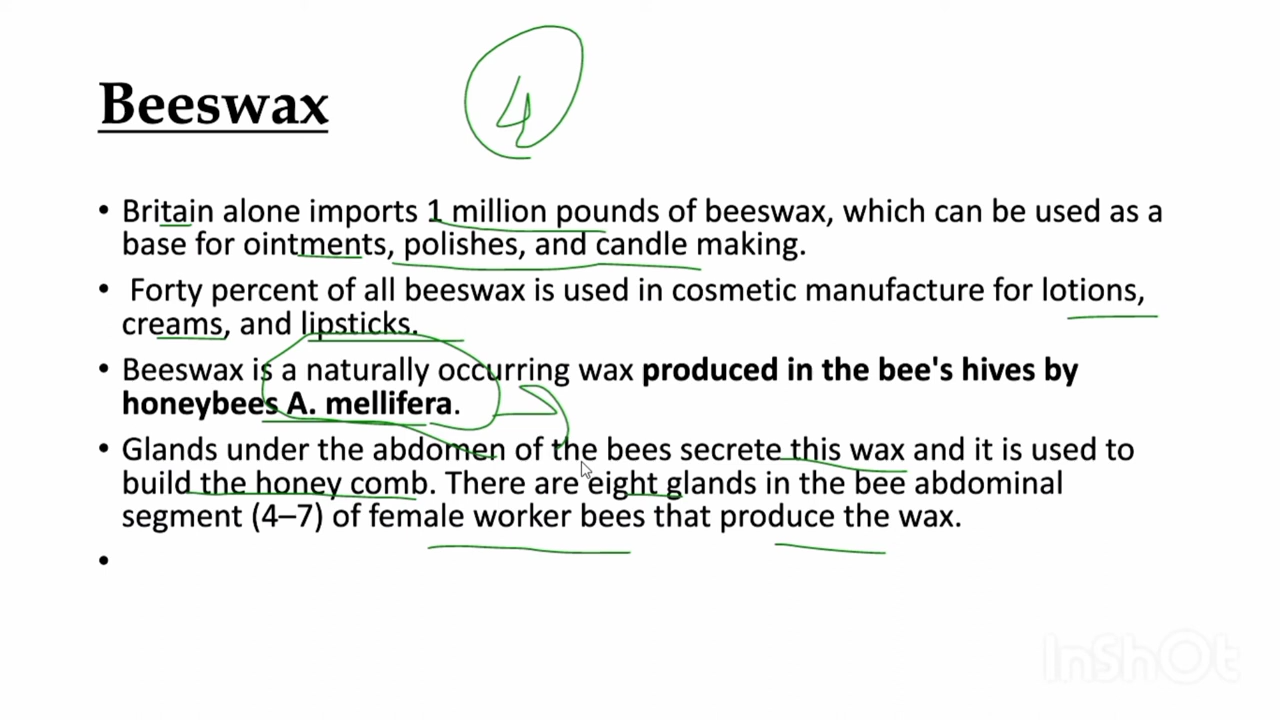 Beeswax
4
• Britain alone imports 1 million pounds of beeswax, which can be used as a
base for ointments, polishes, and candle making.
• Forty percent of all beeswax is used in cosmetic manufacture for lotions,
creams, and lipsticks.
• Beeswax is a naturally occurring wax produced in the bee's hives by
honeybees A. mellifera.
• Glands under the abdomen of the bees secrete this wax and it is used to
build the honey comb. There are eight glands in the bee abdominal
segment (4–7) of female worker bees that produce the wax.
•
InShOt